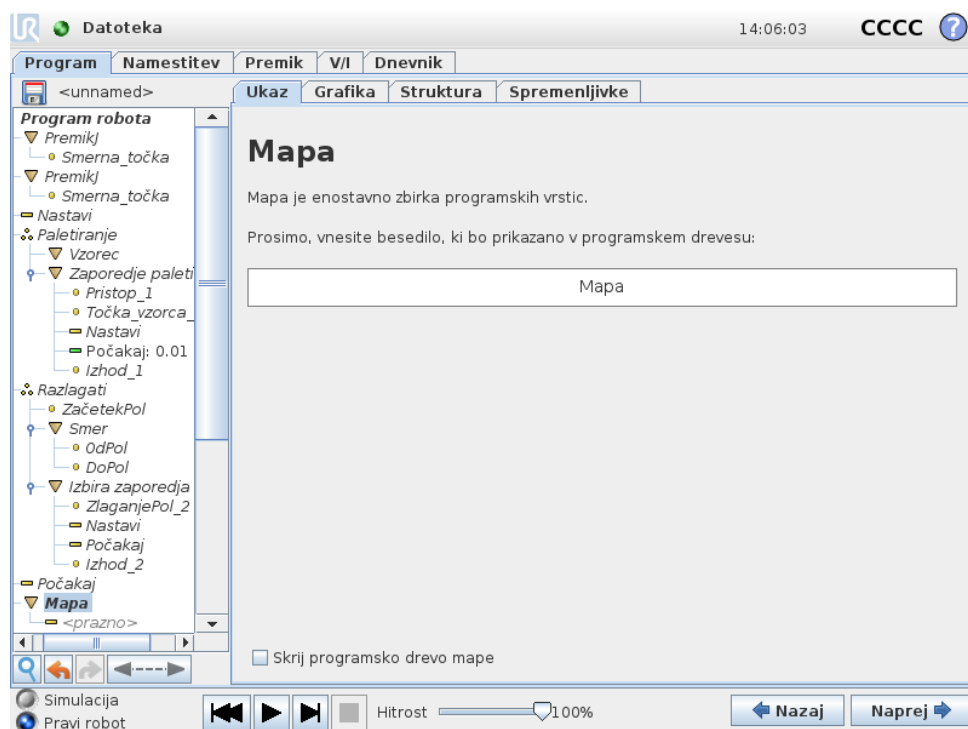 Datoteka 14:06:03 CCCC ?
Program Namestitev Premik V/I Dnevnik
<unnamed> Ukaz Grafika Struktura Spremenljivke
Program robota
PremikJ
Smerna_točka
PremikJ
Smerna_točka
Nastavi
Paletiranje
Vzorec
Zaporedje paleti
Pristop_1
Točka_vzorca_
Nastavi
Počakaj: 0.01
Izhod_1
Razlagati
ZačetekPol
Smer
OdPol
DoPol
Izbira zaporedja
ZlaganjePol_2
Nastavi
Počakaj
Izhod_2
Počakaj
Mapa
<prazno>
Mapa
Mapa je enostavno zbirka programskih vrstic.
Prosimo, vnesite besedilo, ki bo prikazano v programskem drevesu:
Mapa
Skrij programsko drevo mape
Simulacija
Pravi robot
Hitrost 100%
Nazaj Naprej